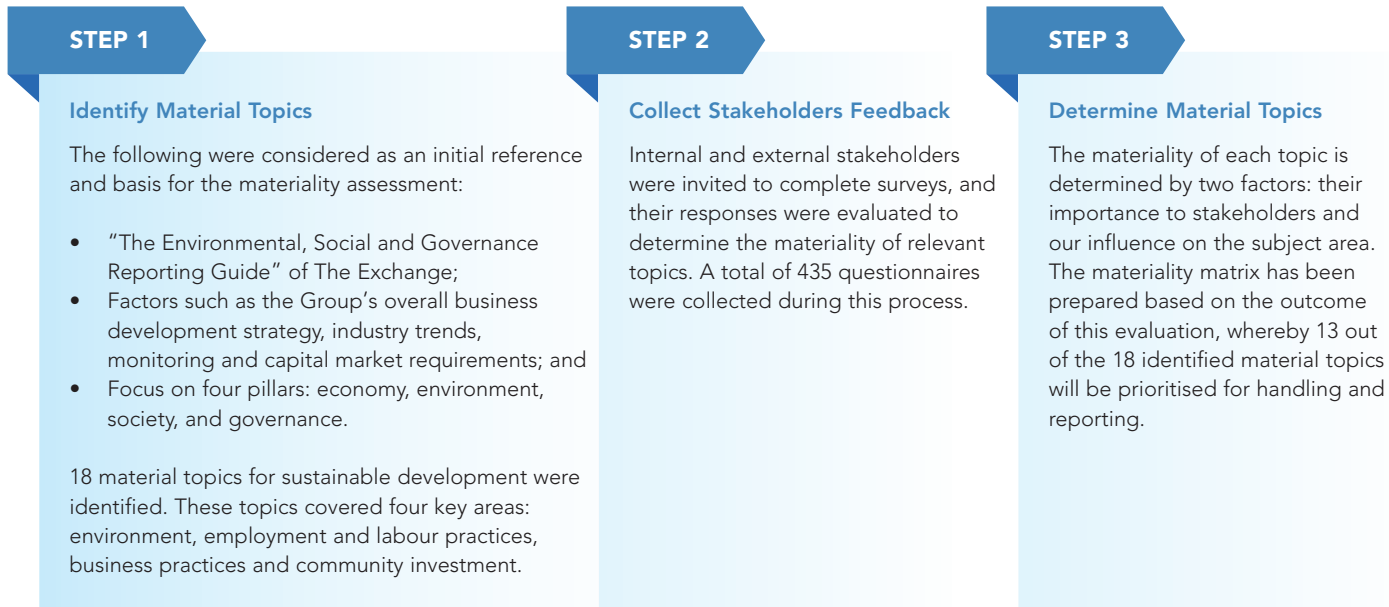 STEP 1
Identify Material Topics
The following were considered as an initial reference
and basis for the materiality assessment:
• "The Environmental, Social and Governance
Reporting Guide" of The Exchange;
• Factors such as the Group's overall business
development strategy, industry trends,
monitoring and capital market requirements; and
• Focus on four pillars: economy, environment,
society, and governance.
18 material topics for sustainable development were
identified. These topics covered four key areas:
environment, employment and labour practices,
business practices and community investment.
STEP 2
Collect Stakeholders Feedback
Internal and external stakeholders
were invited to complete surveys, and
their responses were evaluated to
determine the materiality of relevant
topics. A total of 435 questionnaires
were collected during this process.
STEP 3
Determine Material Topics
The materiality of each topic is
determined by two factors: their
importance to stakeholders and
our influence on the subject area.
The materiality matrix has been
prepared based on the outcome
of this evaluation, whereby 13 out
of the 18 identified material topics
will be prioritised for handling and
reporting.